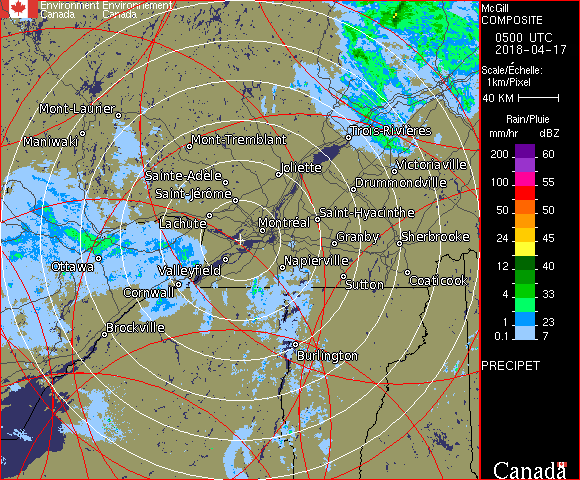 Environment Environnement
Canada Canada
McGill
COMPOSITE
0500 UTC
2018-04-17
Scale/Échelle:
1km/Pixel
40 KM
Rain/Pluie
mm/hr dBZ
200 60
150 57
100 55
50 50
24 45
12 40
4 33
1 23
0.1 7
PRECIPET
Canada
Mont-Laurier
Maniwaki
Mont-Tremblant
Trois-Rivières
Joliette
Victoriaville
Sainte-Adèle
Drummondville
Saint-Jérôme
Saint-Hyacinthe
Lachute
Montréal
Granby
Sherbrooke
Ottawa
Valleyfield
Napierville
Cornwall
Sutton
Coaticook
Brockville
Burlington